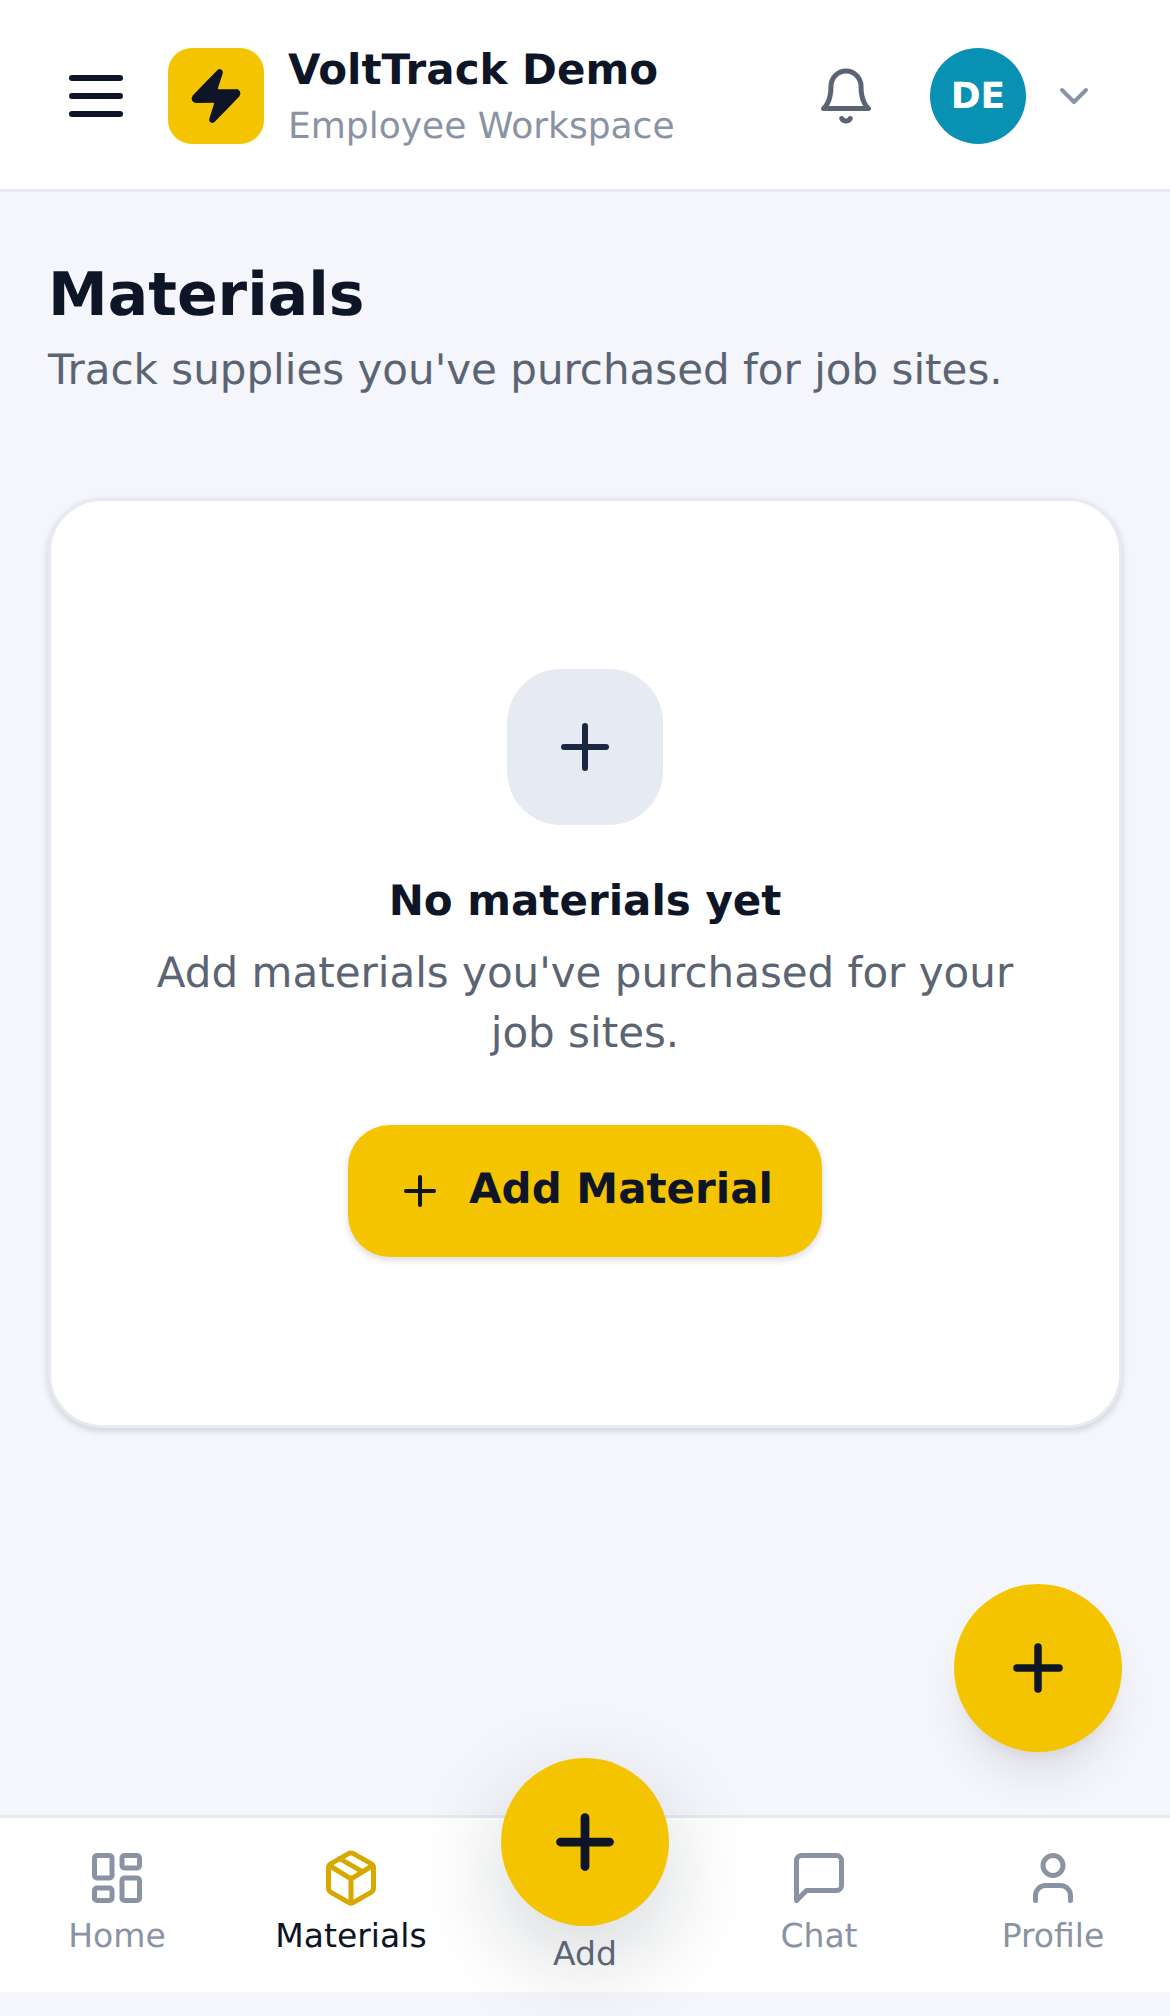 VoltTrack Demo
Employee Workspace
DE
Materials
Track supplies you've purchased for job sites.
No materials yet
Add materials you've purchased for your
job sites.
Add Material
Home
Materials
Add
Chat
Profile